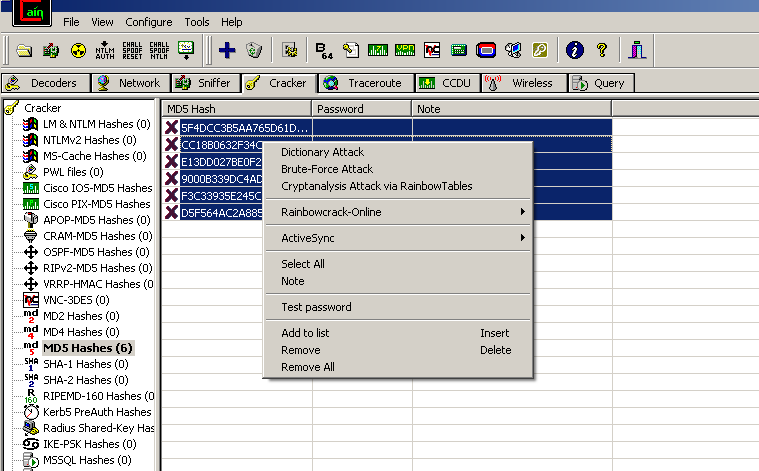 Cain
File View Configure Tools Help
NTLM AUTH
CHALL SPOOF RESET
CHALL SPOOF NTLM
B 64
Decoders Network Sniffer Cracker Traceroute CCDU Wireless Query
Cracker
LM & NTLM Hashes (0)
NTLMv2 Hashes (0)
MS-Cache Hashes (0)
PWL files (0)
Cisco IOS-MD5 Hashes
Cisco PIX-MD5 Hashes
APOP-MD5 Hashes (0)
CRAM-MD5 Hashes (0)
OSPF-MD5 Hashes (0)
RIPv2-MD5 Hashes (0)
VRRP-HMAC Hashes (0)
VNC-3DES (0)
MD2 Hashes (0)
MD4 Hashes (0)
MD5 Hashes (6)
SHA-1 Hashes (0)
SHA-2 Hashes (0)
RIPEMD-160 Hashes (0)
Kerb5 PreAuth Hashes
Radius Shared-Key Has
IKE-PSK Hashes (0)
MSSQL Hashes (0)
MD5 Hash Password Note
5F4DCC3B5AA765D61D...
CC18B0632F34C
E13DD027BE0F2
9000B339DC4AD
F3C33935E245C
D5F564AC2A885
Dictionary Attack
Brute-Force Attack
Cryptanalysis Attack via RainbowTables
Rainbowcrack-Online
ActiveSync
Select All
Note
Test password
Add to list Insert
Remove Delete
Remove All